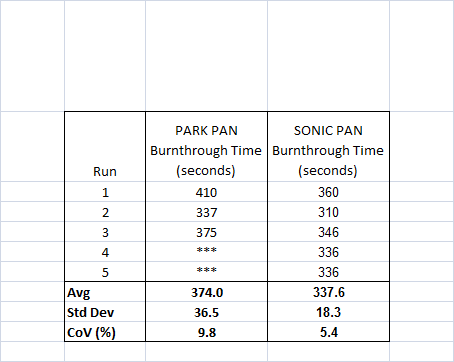 PARK PAN SONIC PAN
Burnthrough Time Burnthrough Time
Run (seconds) (seconds)
1 410 360
2 337 310
3 375 346
4 *** 336
5 *** 336
Avg 374.0 337.6
Std Dev 36.5 18.3
CoV (%) 9.8 5.4